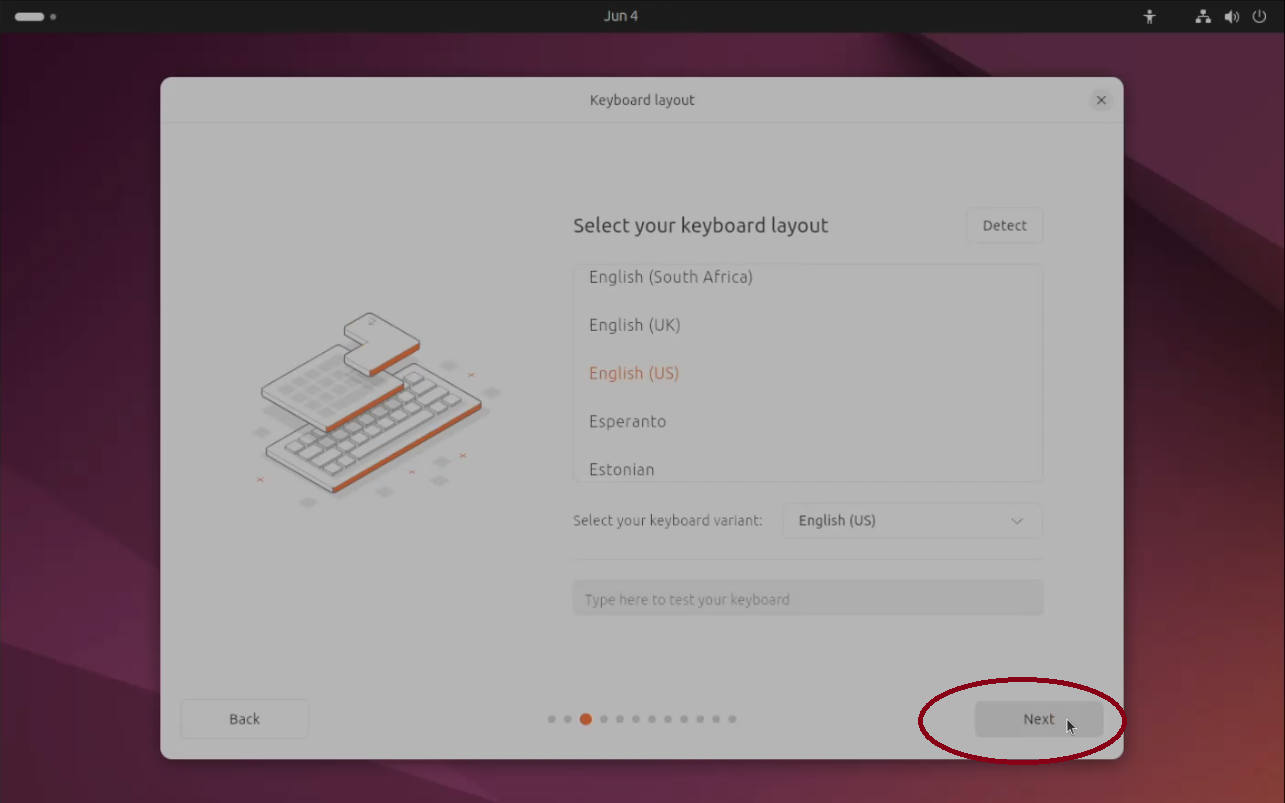 Jun 4
Keyboard layout
Select your keyboard layout
Detect
English (South Africa)
English (UK)
English (US)
Esperanto
Estonian
Select your keyboard variant:
English (US)
Type here to test your keyboard
Back
Next